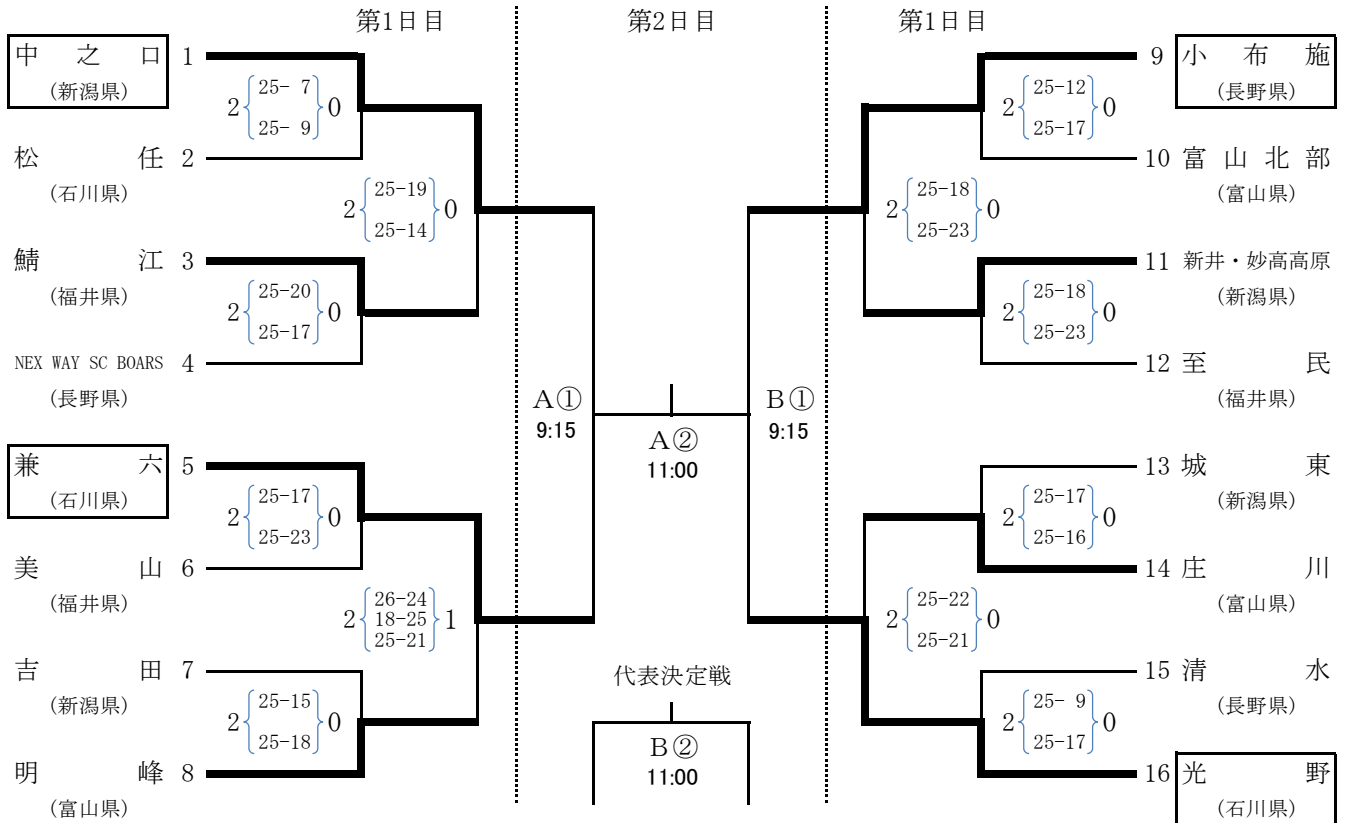 第1日目
第2日目
第1日目
中之口 1
(新潟県)
2 25- 7 0
25- 9
松任 2
(石川県)
2 25-19 0
25-14
鯖江 3
(福井県)
2 25-20 0
25-17
NEX WAY SC BOARS 4
(長野県)
兼六 5
(石川県)
2 25-17 0
25-23
美山 6
(福井県)
2 26-24 1
18-25
25-21
吉田 7
(新潟県)
2 25-15 0
25-18
明峰 8
(富山県)
A①
9:15
A②
11:00
B①
9:15
代表決定戦
B②
11:00
9 小布施
(長野県)
2 25-12 0
25-17
10 富山北部
(富山県)
2 25-18 0
25-23
11 新井・妙高高原
(新潟県)
2 25-18 0
25-23
12 至民
(福井県)
13 城東
(新潟県)
2 25-17 0
25-16
14 庄川
(富山県)
2 25-22 0
25-21
15 清水
(長野県)
2 25- 9 0
25-17
16 光野
(石川県)